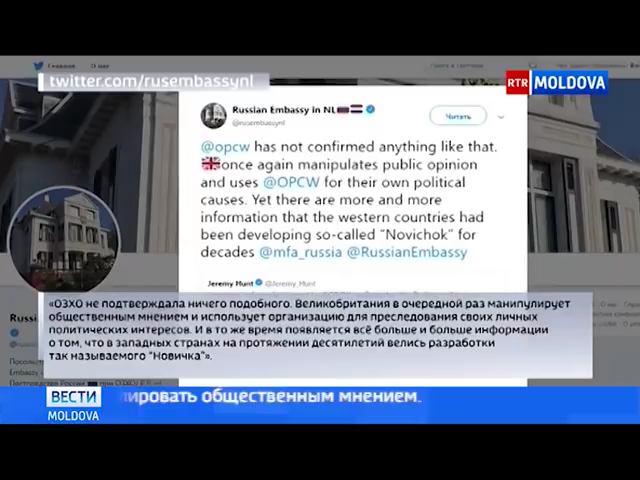 Главная О нас
twitter.com/rusembassynl
RTR MOLDOVA
Russian Embassy in NL
@rusembassynl
Читать
@opcw has not confirmed anything like that.
once again manipulates public opinion
and uses @OPCW for their own political
causes. Yet there are more and more
information that the western countries had
been developing so-called "Novichok" for
decades @mfa_russia @RussianEmbassy
Jeremy Hunt @Jeremy_Hunt
«ОЗХО не подтверждала ничего подобного. Великобритания в очередной раз манипулирует
общественным мнением и использует организацию для преследования своих личных
политических интересов. И в то же время появляется всё больше и больше информации
о том, что в западных странах на протяжении десятилетий велись разработки
так называемого "Новичка"».
ВЕСТИ
MOLDOVA
лировать общественным мнением.